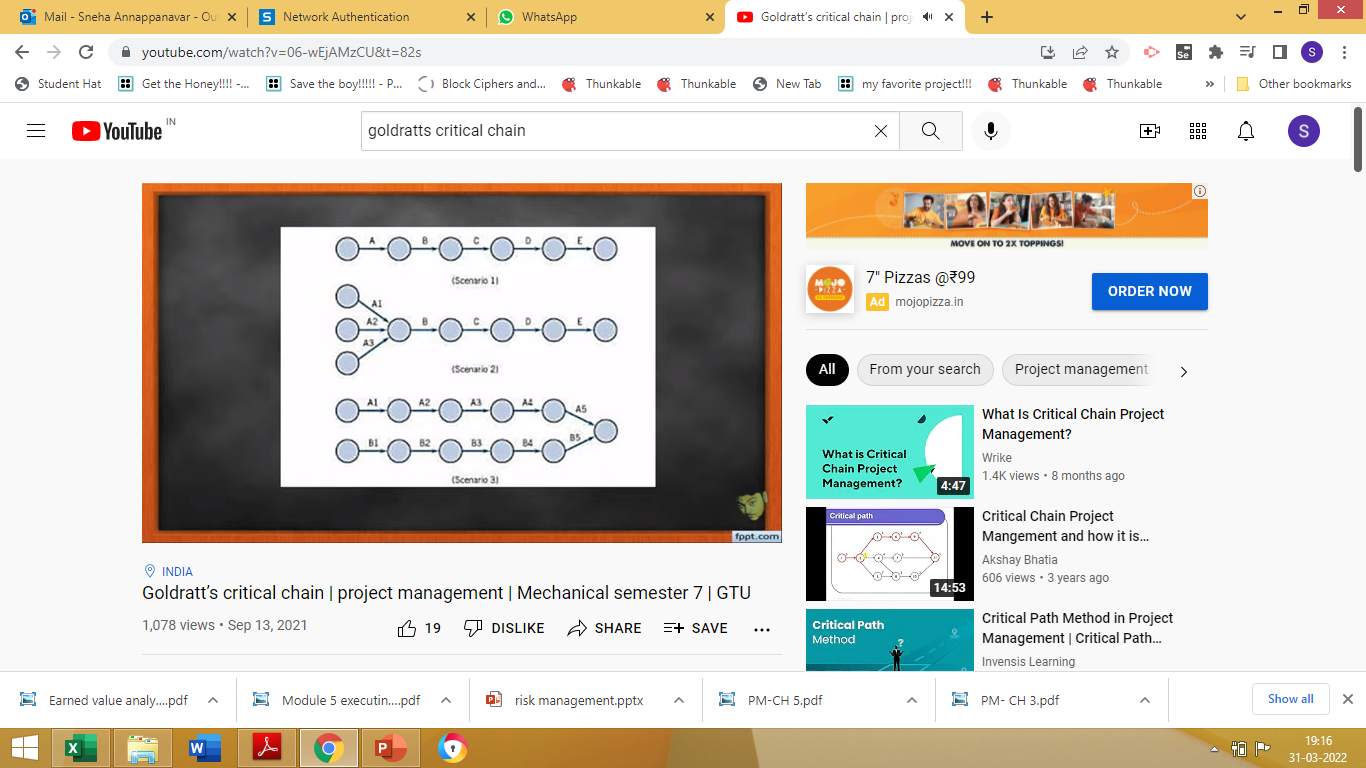 Mail - Sneha Annappanavar - Ou
Network Authentication
WhatsApp
Goldratt's critical chain | proj
youtube.com/watch?v=06-wEjAMzCU&t=82s
S
Student Hat
Get the Honey!!!! -...
Save the boy!!!!! - P...
Block Ciphers and...
Thunkable
Thunkable
New Tab
my favorite project!!!
Thunkable
Thunkable
»
Other bookmarks
YouTube IN
goldratts critical chain
S
A B C D E
(Scenario 1)
A1
A2 B C D E
A3
(Scenario 2)
A1 A2 A3 A4 A5
B1 B2 B3 B4 B5
(Scenario 3)
fppt.com
INDIA
Goldratt's critical chain | project management | Mechanical semester 7 | GTU
1,078 views • Sep 13, 2021
19
DISLIKE
SHARE
SAVE
MOVE ON TO 2X TOPPINGS!
MOJO
PIZZA
7" Pizzas @₹99
Ad mojopizza.in
ORDER NOW
All
From your search
Project management
What is Critical
Chain Project
Management?
4:47
What Is Critical Chain Project
Management?
Wrike
1.4K views • 8 months ago
Critical path
14:53
Critical Chain Project
Mangement and how it is...
Akshay Bhatia
606 views • 3 years ago
Critical Path
Method
Critical Path Method in Project
Management | Critical Path...
Invensis Learning
Earned value analy....pdf
Module 5 executin....pdf
risk management.pptx
PM-CH 5.pdf
PM- CH 3.pdf
Show all
19:16
31-03-2022